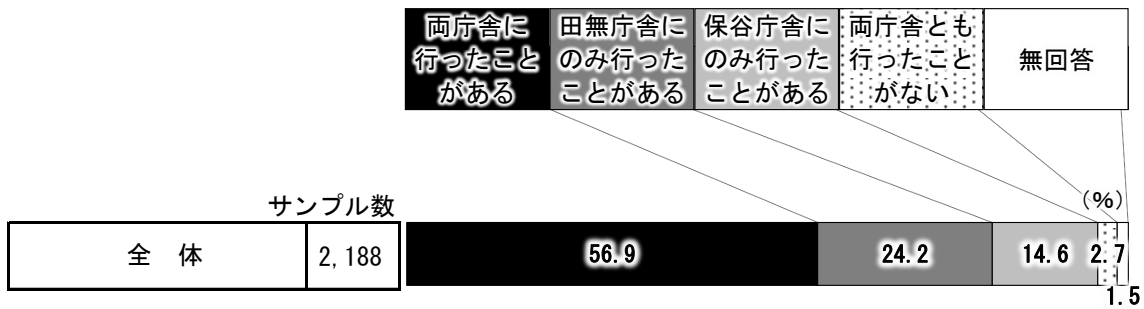 両庁舎に
行ったこと
がある
田無庁舎に
のみ行った
ことがある
保谷庁舎に
のみ行った
ことがある
両庁舎とも
行ったこと
がない
無回答
サンプル数
(%)
全 体
2,188
56.9
24.2
14.6
2.7
1.5